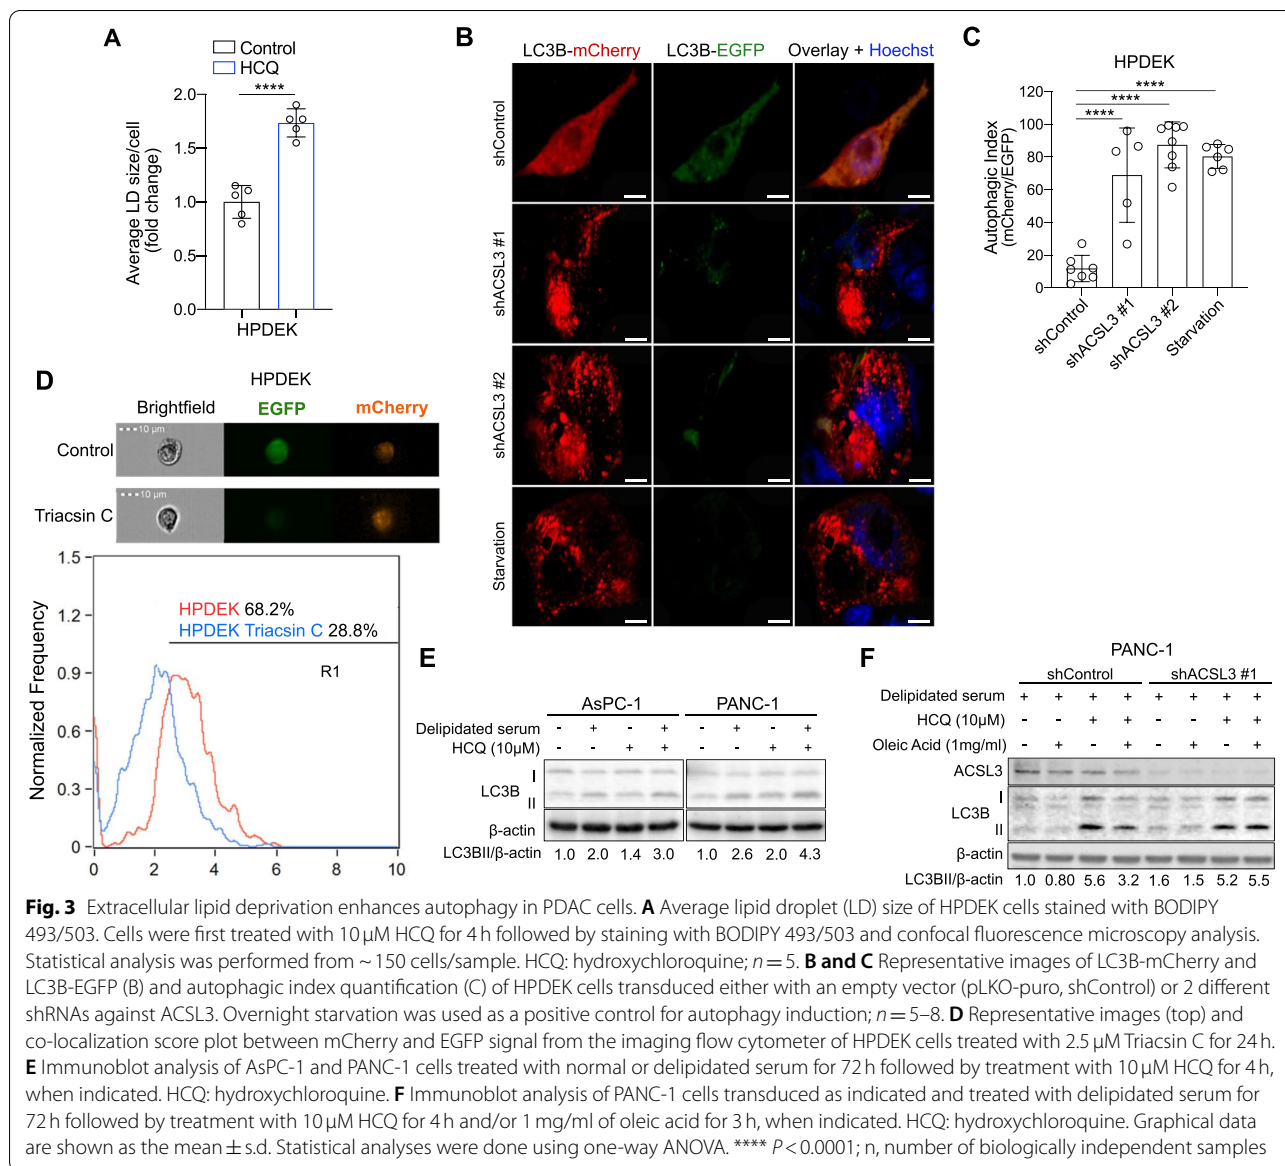 A
Control
HCQ
****
2.0
1.5
1.0
0.5
0.0
Average LD size/cell
(fold change)
HPDEK
B
LC3B-mCherry LC3B-EGFP Overlay + Hoechst
shControl
shACSL3 #1
shACSL3 #2
Starvation
C
HPDEK
****
****
****
120
100
80
60
40
20
0
Autophagic Index
(mCherry/EGFP)
shControl
shACSL3 #1
shACSL3 #2
Starvation
D
HPDEK
Brightfield EGFP mCherry
10 µm
Control
10 µm
Triacsin C
1.5
1.2
0.9
0.6
0.3
0
Normalized Frequency
HPDEK 68.2%
HPDEK Triacsin C 28.8%
R1
0 2 4 6 8 10
E
AsPC-1 PANC-1
Delipidated serum - + - + - + - +
HCQ (10µM) - - + + - - + +
LC3B
I
II
β-actin
LC3BII/β-actin 1.0 2.0 1.4 3.0 1.0 2.6 2.0 4.3
F
PANC-1
shControl shACSL3 #1
Delipidated serum + + + + + + + +
HCQ (10µM) - - + + - - + +
Oleic Acid (1mg/ml) - + - + - + - +
ACSL3
LC3B
I
II
β-actin
LC3BII/β-actin 1.0 0.80 5.6 3.2 1.6 1.5 5.2 5.5
Fig. 3 Extracellular lipid deprivation enhances autophagy in PDAC cells. A Average lipid droplet (LD) size of HPDEK cells stained with BODIPY
493/503. Cells were first treated with 10 µM HCQ for 4 h followed by staining with BODIPY 493/503 and confocal fluorescence microscopy analysis.
Statistical analysis was performed from ~ 150 cells/sample. HCQ: hydroxychloroquine; n = 5. B and C Representative images of LC3B-mCherry and
LC3B-EGFP (B) and autophagic index quantification (C) of HPDEK cells transduced either with an empty vector (pLKO-puro, shControl) or 2 different
shRNAs against ACSL3. Overnight starvation was used as a positive control for autophagy induction; n = 5–8. D Representative images (top) and
co-localization score plot between mCherry and EGFP signal from the imaging flow cytometer of HPDEK cells treated with 2.5 µM Triacsin C for 24 h.
E Immunoblot analysis of AsPC-1 and PANC-1 cells treated with normal or delipidated serum for 72 h followed by treatment with 10 µM HCQ for 4 h,
when indicated. HCQ: hydroxychloroquine. F Immunoblot analysis of PANC-1 cells transduced as indicated and treated with delipidated serum for
72 h followed by treatment with 10 µM HCQ for 4 h and/or 1 mg/ml of oleic acid for 3 h, when indicated. HCQ: hydroxychloroquine. Graphical data
are shown as the mean ± s.d. Statistical analyses were done using one-way ANOVA. **** P < 0.0001; n, number of biologically independent samples